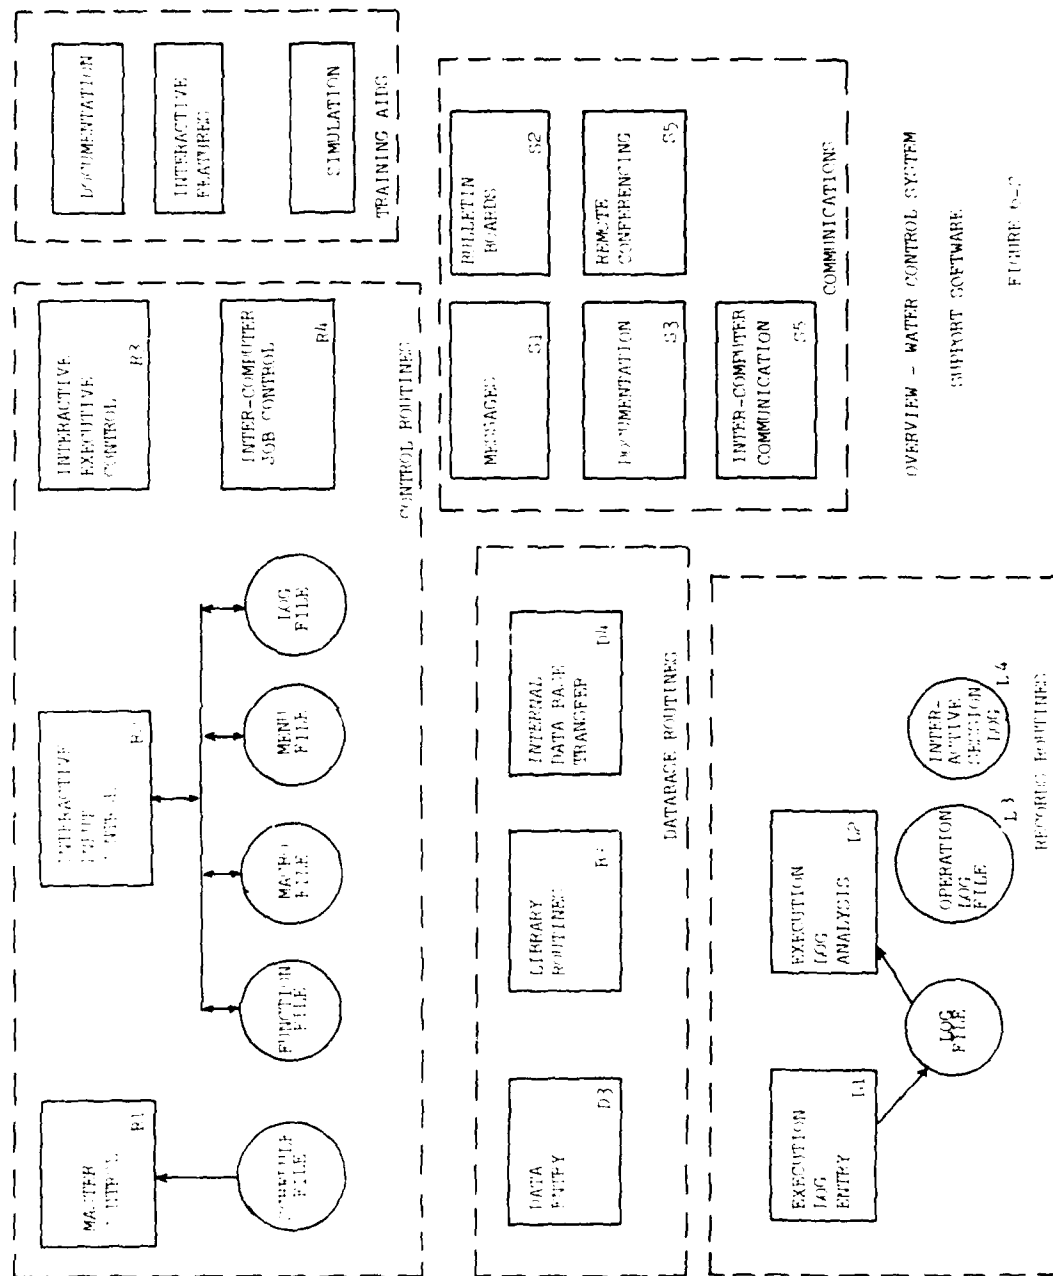 MASTER
R1
FILE
INTERACTIVE
INPUT
FUNCTION
FILE
MACRO
FILE
MENU
FILE
LOG
FILE
INTERACTIVE
EXECUTIVE
CONTROL
R3
INTER-COMPUTER
JOB CONTROL
R4
CONTROL ROUTINES
DOCUMENTATION
INTERACTIVE
FEATURES
SIMULATION
TRAINING AIDS
DATA
ENTRY
D3
LIBRARY
ROUTINES
INTERNAL
DATA BASE
TRANSFER
D4
DATABASE ROUTINES
MESSAGES
S1
BULLETIN
BOARDS
S2
DOCUMENTATION
S3
REMOTE
CONFERENCING
S5
INTER-COMPUTER
COMMUNICATION
COMMUNICATIONS
EXECUTION
LOG
ENTRY
L1
LOG
FILE
EXECUTION
LOG
ANALYSIS
L2
OPERATION
LOG
FILE
L3
INTER-
ACTIVE
SESSION
LOG
L4
RECORDS ROUTINES
OVERVIEW - WATER CONTROL SYSTEM
SUPPORT SOFTWARE
FIGURE